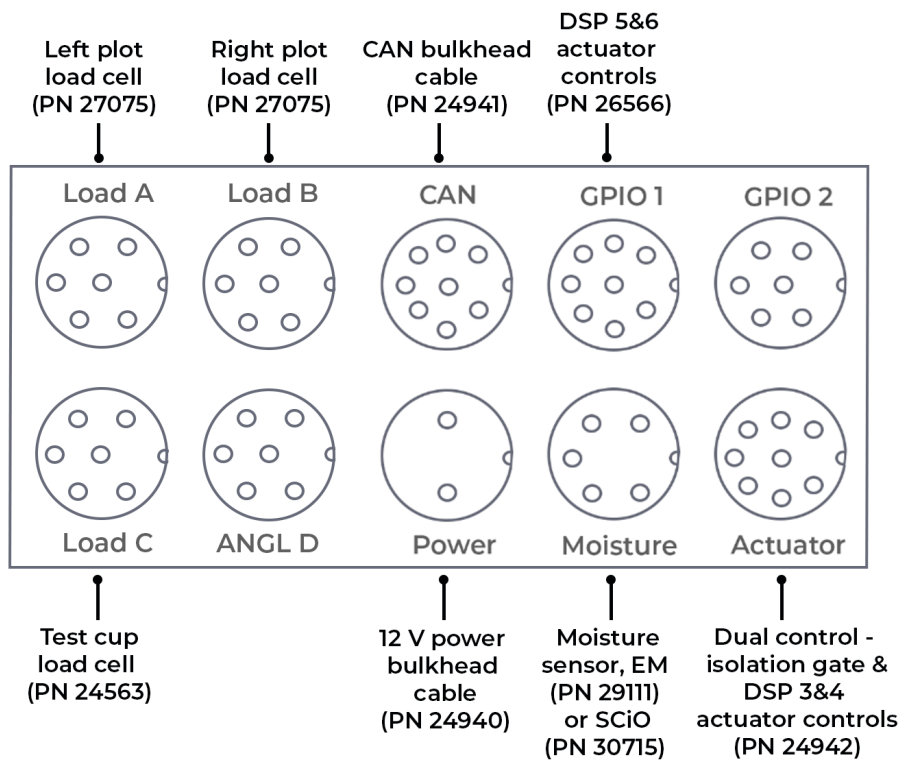 Left plot
load cell
(PN 27075)
Right plot
load cell
(PN 27075)
CAN bulkhead
cable
(PN 24941)
DSP 5&6
actuator
controls
(PN 26566)
Load A
Load B
CAN
GPIO 1
GPIO 2
Load C
ANGL D
Power
Moisture
Actuator
Test cup
load cell
(PN 24563)
12 V power
bulkhead
cable
(PN 24940)
Moisture
sensor, EM
(PN 29111)
or SCiO
(PN 30715)
Dual control -
isolation gate &
DSP 3&4
actuator controls
(PN 24942)